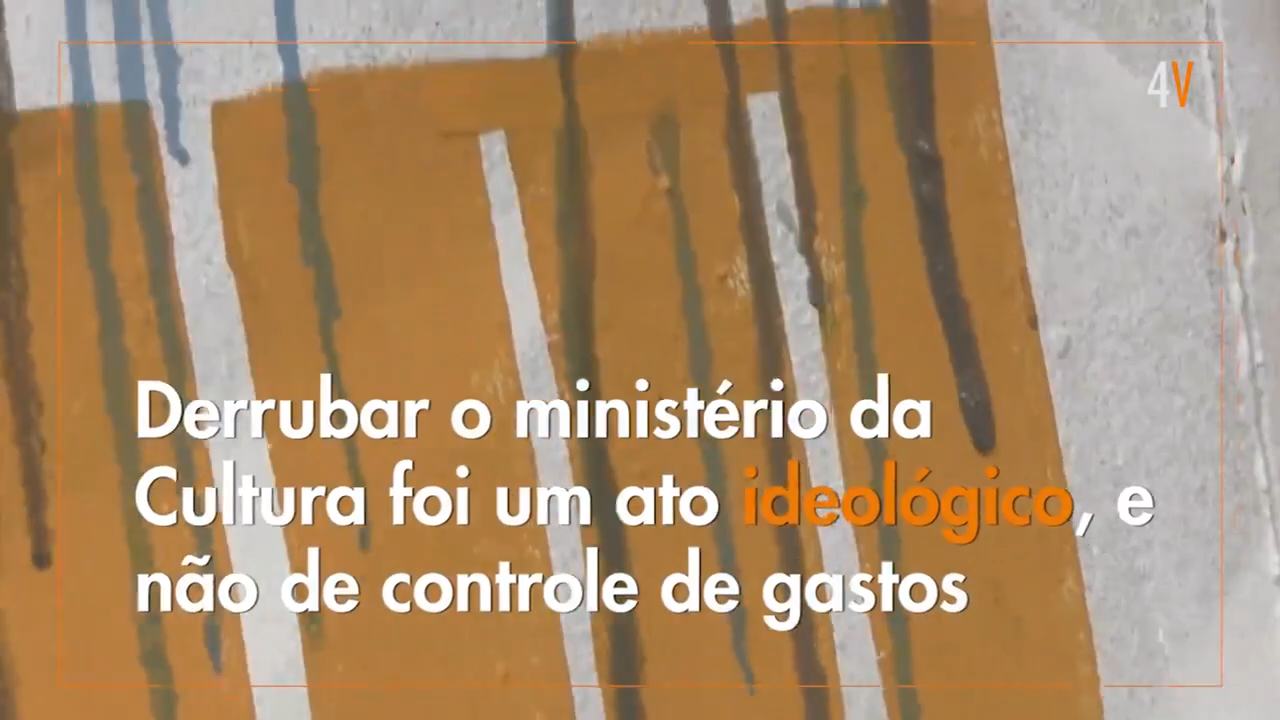 4V
Derrubar o ministério da
Cultura foi um ato ideológico, e
não de controle de gastos